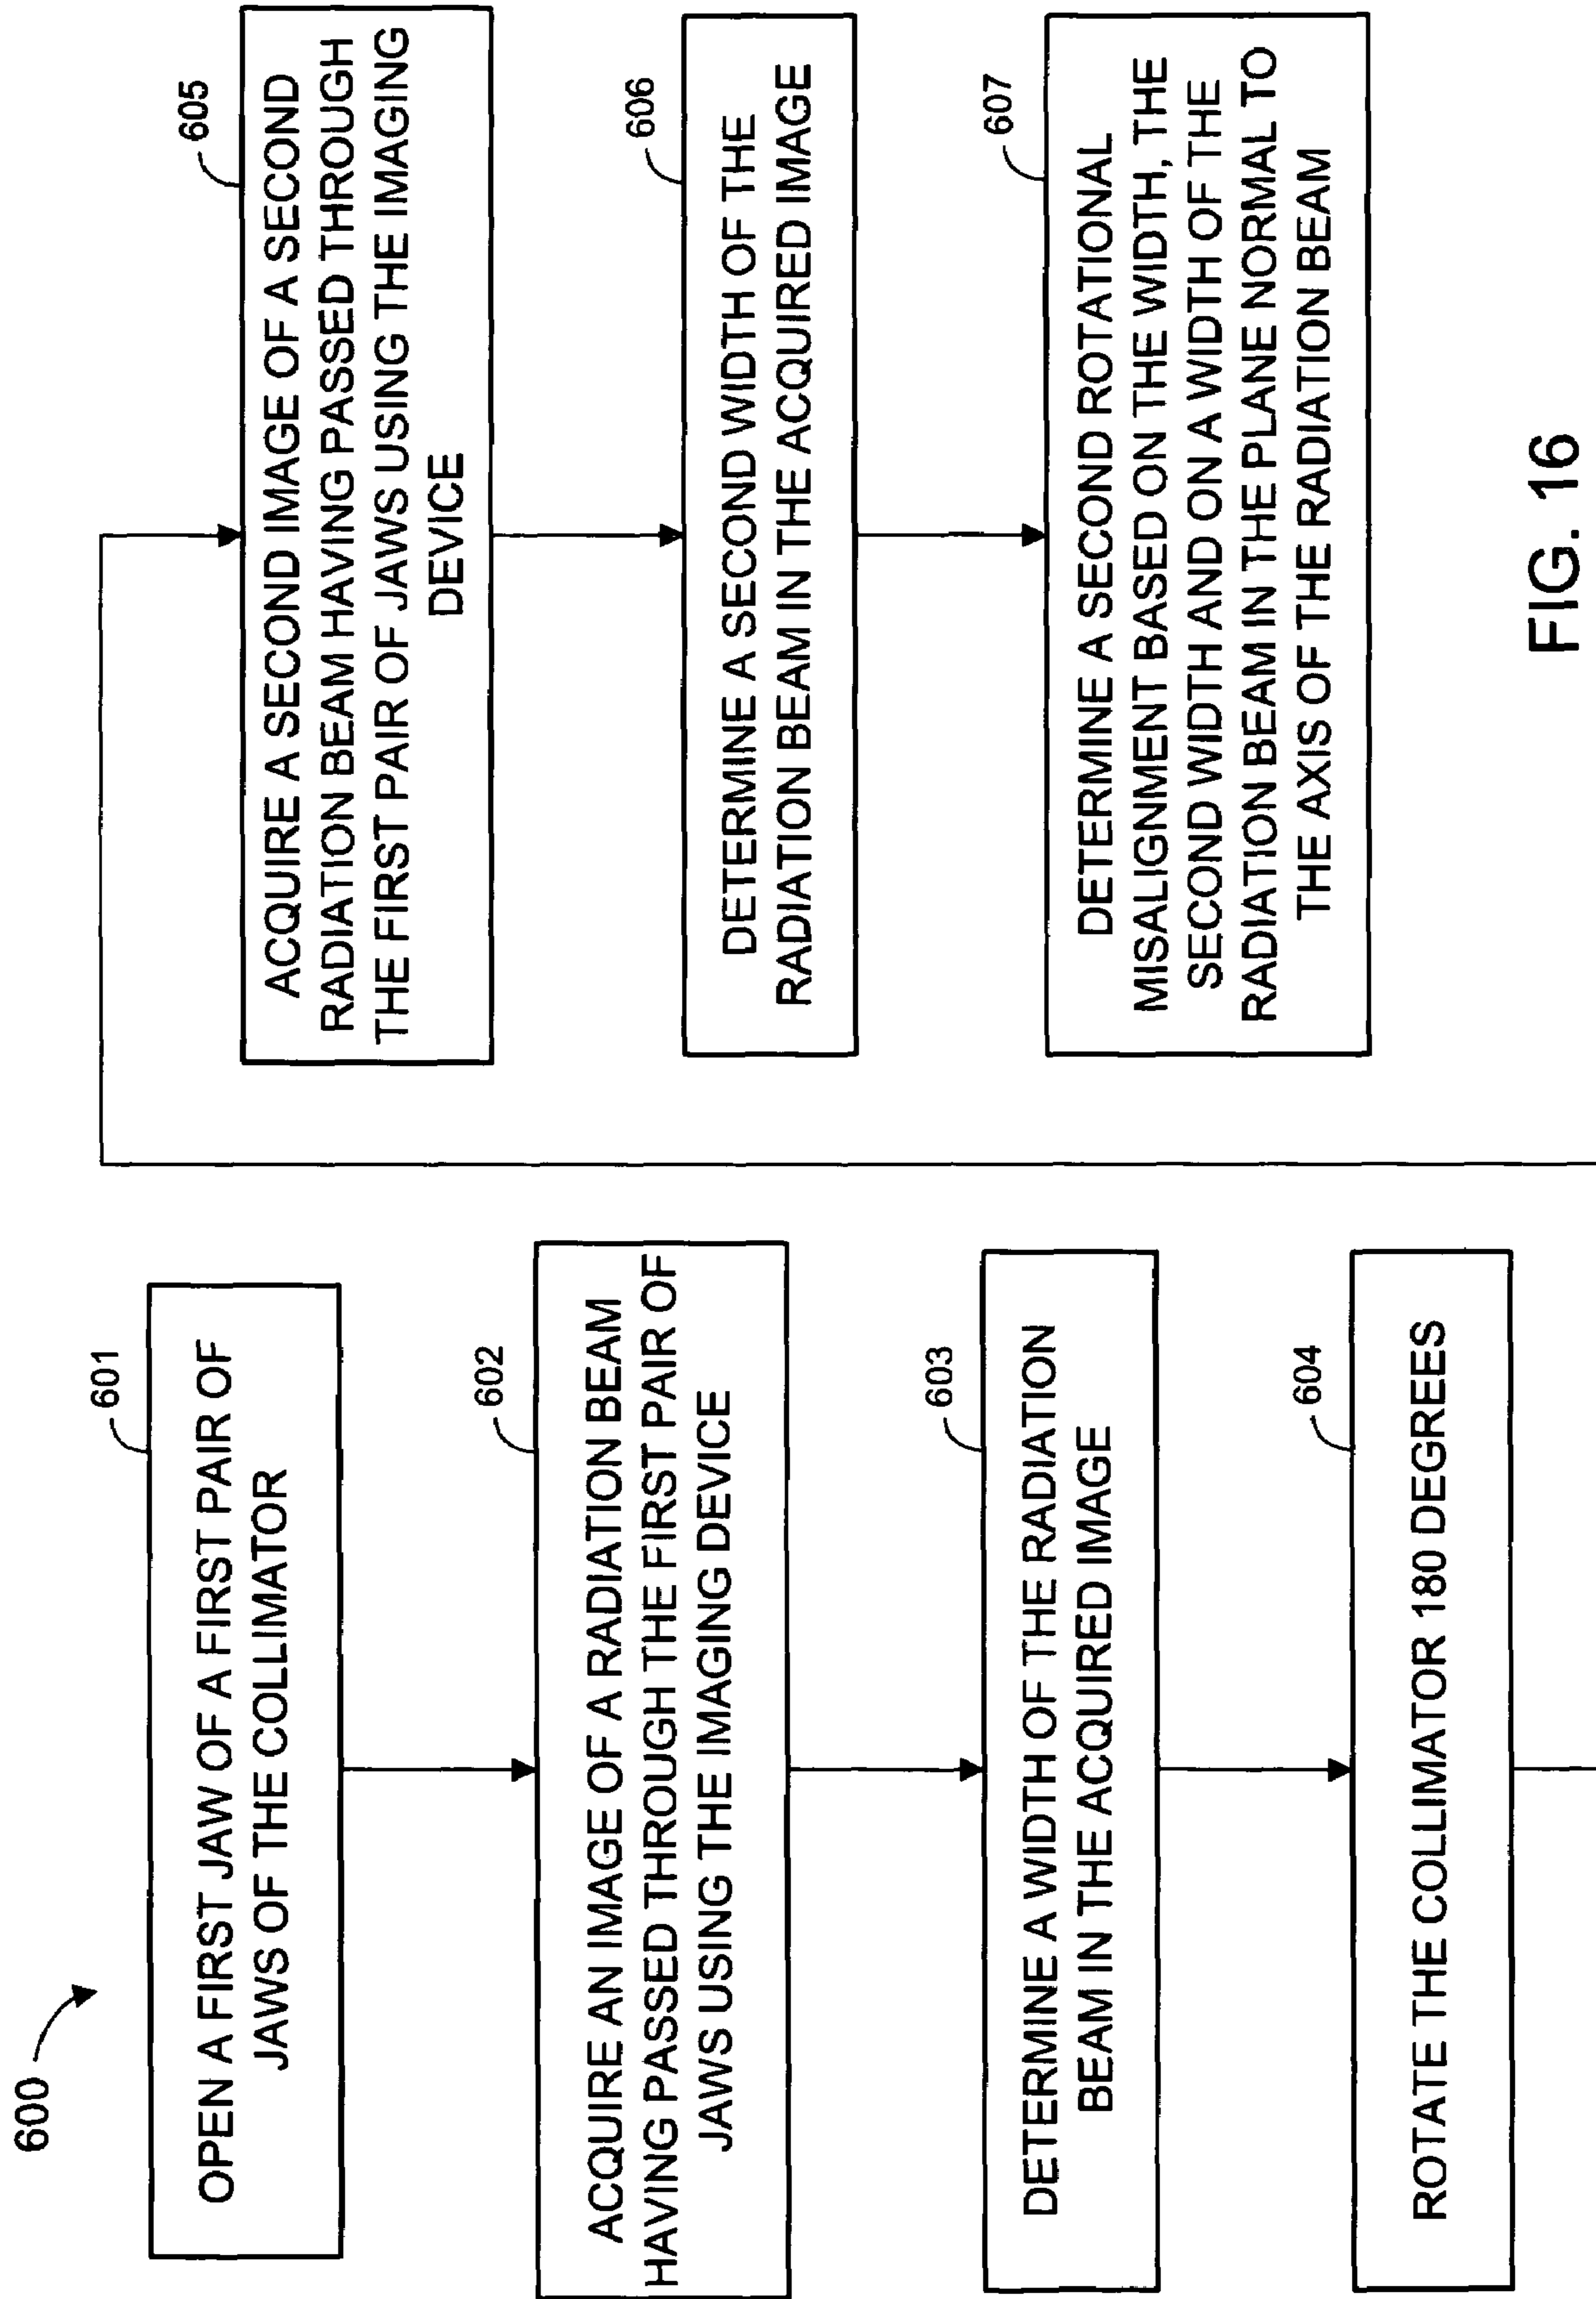 600
601
OPEN A FIRST JAW OF A FIRST PAIR OF
JAWS OF THE COLLIMATOR
602
ACQUIRE AN IMAGE OF A RADIATION BEAM
HAVING PASSED THROUGH THE FIRST PAIR OF
JAWS USING THE IMAGING DEVICE
603
DETERMINE A WIDTH OF THE RADIATION
BEAM IN THE ACQUIRED IMAGE
604
ROTATE THE COLLIMATOR 180 DEGREES
605
ACQUIRE A SECOND IMAGE OF A SECOND
RADIATION BEAM HAVING PASSED THROUGH
THE FIRST PAIR OF JAWS USING THE IMAGING
DEVICE
606
DETERMINE A SECOND WIDTH OF THE
RADIATION BEAM IN THE ACQUIRED IMAGE
607
DETERMINE A SECOND ROTATIONAL
MISALIGNMENT BASED ON THE WIDTH, THE
SECOND WIDTH AND ON A WIDTH OF THE
RADIATION BEAM IN THE PLANE NORMAL TO
THE AXIS OF THE RADIATION BEAM
FIG. 16